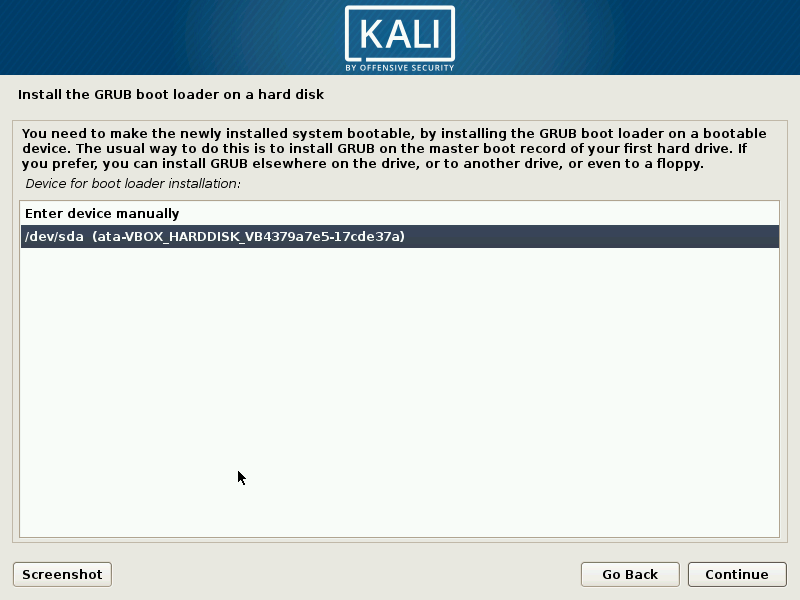 KALI
BY OFFENSIVE SECURITY
Install the GRUB boot loader on a hard disk
You need to make the newly installed system bootable, by installing the GRUB boot loader on a bootable
device. The usual way to do this is to install GRUB on the master boot record of your first hard drive. If
you prefer, you can install GRUB elsewhere on the drive, or to another drive, or even to a floppy.
Device for boot loader installation:
Enter device manually
/dev/sda (ata-VBOX_HARDDISK_VB4379a7e5-17cde37a)
Screenshot
Go Back
Continue